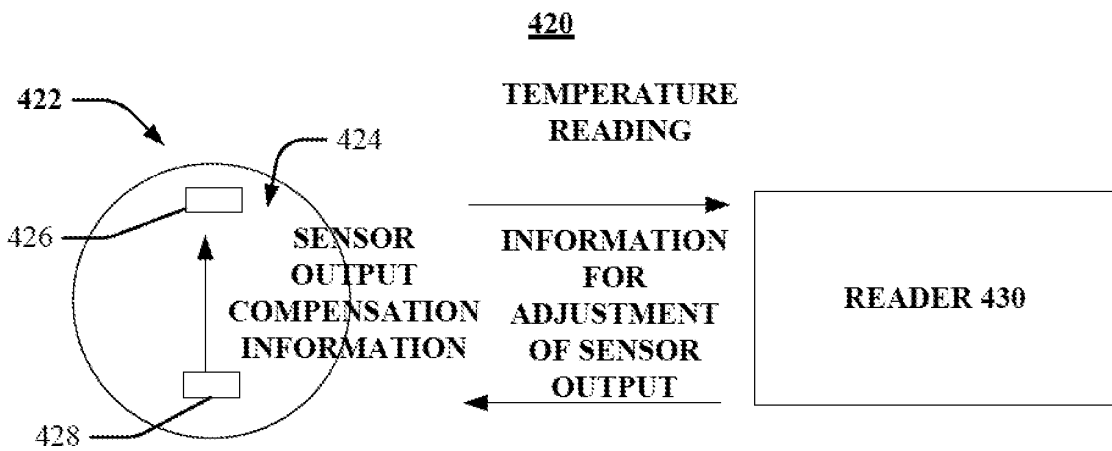 420
TEMPERATURE
READING
422
424
426
SENSOR
OUTPUT
COMPENSATION
INFORMATION
INFORMATION
FOR
ADJUSTMENT
OF SENSOR
OUTPUT
READER 430
428